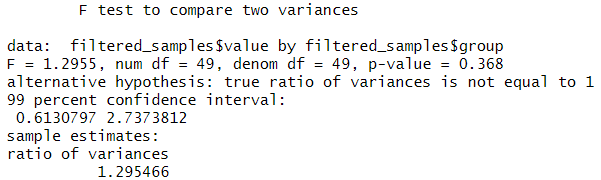 F test to compare two variances
data:  filtered_samples$value by filtered_samples$group
F = 1.2955, num df = 49, denom df = 49, p-value = 0.368
alternative hypothesis: true ratio of variances is not equal to 1
99 percent confidence interval:
 0.6130797 2.7373812
sample estimates:
ratio of variances
          1.295466